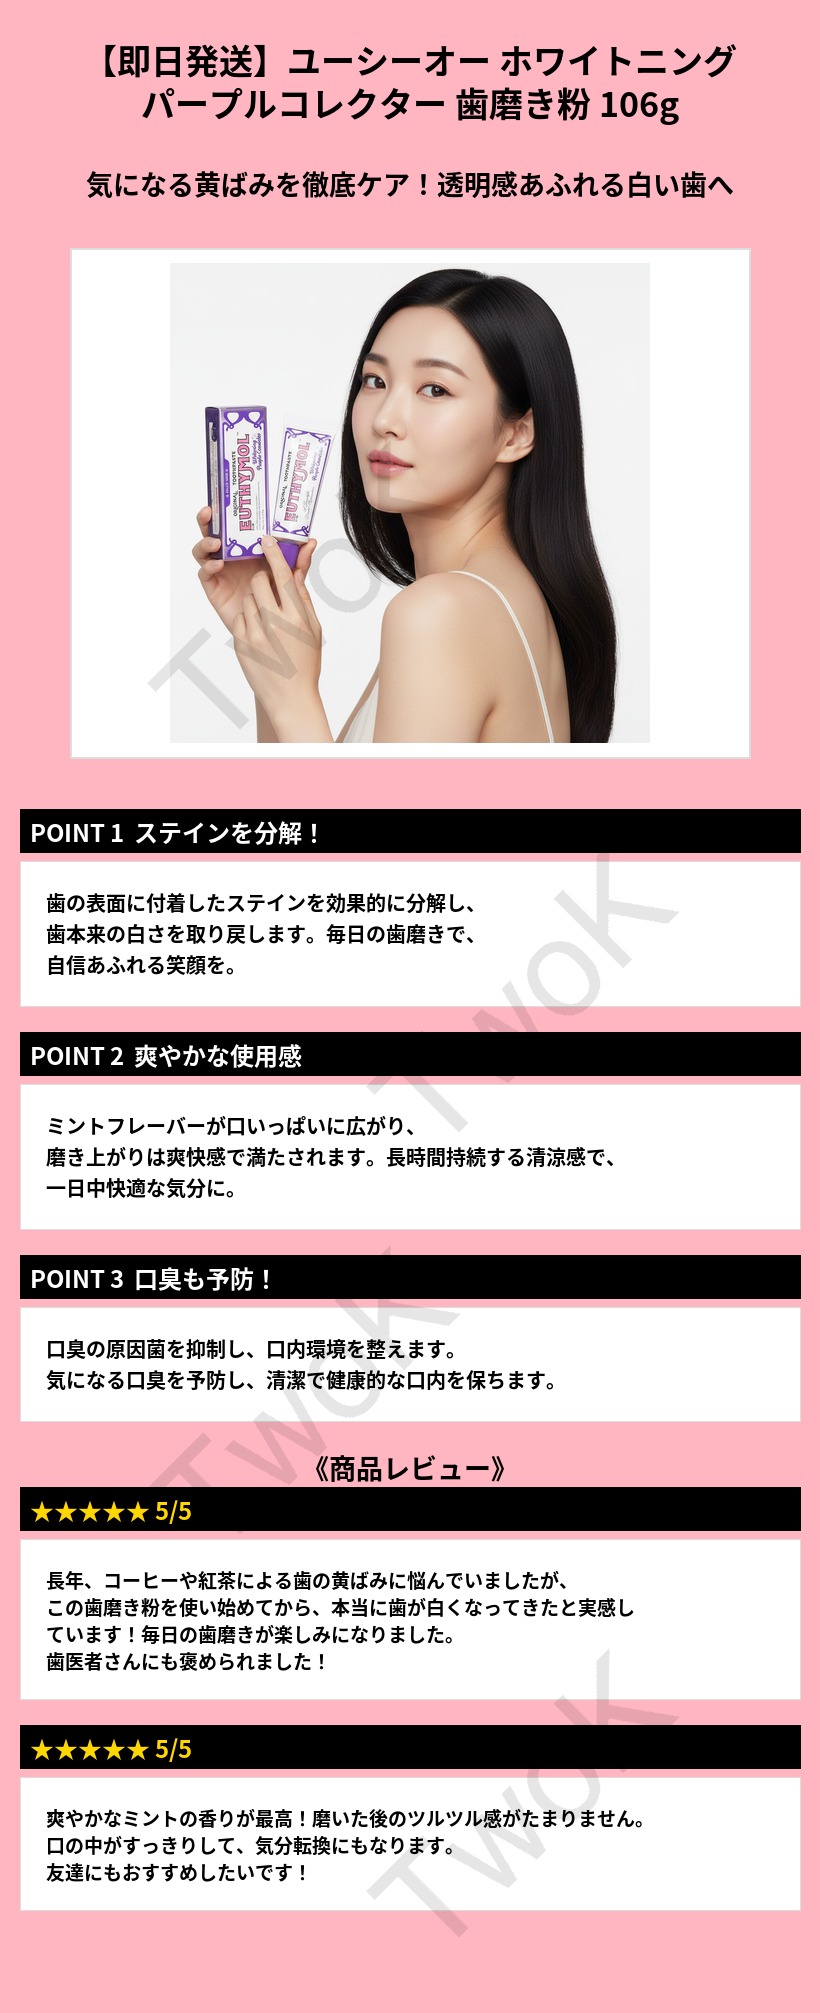 【即日発送】ユーシーオー ホワイトニング
パープルコレクター 歯磨き粉 106g
気になる黄ばみを徹底ケア！透明感あふれる白い歯へ
ORIGINAL TOOTHPASTE
EUTHYMOL
Whitening
Purple Corrector
ORIGINAL TOOTHPASTE
EUTHYMOL
Whitening
Purple Corrector
TwoK
POINT 1 ステインを分解！
歯の表面に付着したステインを効果的に分解し、
歯本来の白さを取り戻します。毎日の歯磨きで、
自信あふれる笑顔を。
TwoK
POINT 2 爽やかな使用感
ミントフレーバーが口いっぱいに広がり、
磨き上がりは爽快感で満たされます。長時間持続する清涼感で、
一日中快適な気分に。
POINT 3 口臭も予防！
口臭の原因菌を抑制し、口内環境を整えます。
気になる口臭を予防し、清潔で健康的な口内を保ちます。
TwoK
《商品レビュー》
★★★★★ 5/5
長年、コーヒーや紅茶による歯の黄ばみに悩んでいましたが、
この歯磨き粉を使い始めてから、本当に歯が白くなってきたと実感し
ています！毎日の歯磨きが楽しみになりました。
歯医者さんにも褒められました！
★★★★★ 5/5
爽やかなミントの香りが最高！磨いた後のツルツル感がたまりません。
口の中がすっきりして、気分転換にもなります。
友達にもおすすめしたいです！
TwoK